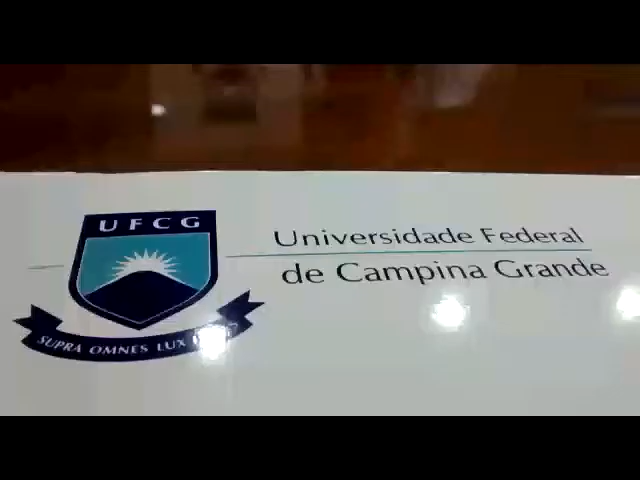 UFCG
SUPRA OMNES LUX
Universidade Federal
de Campina Grande